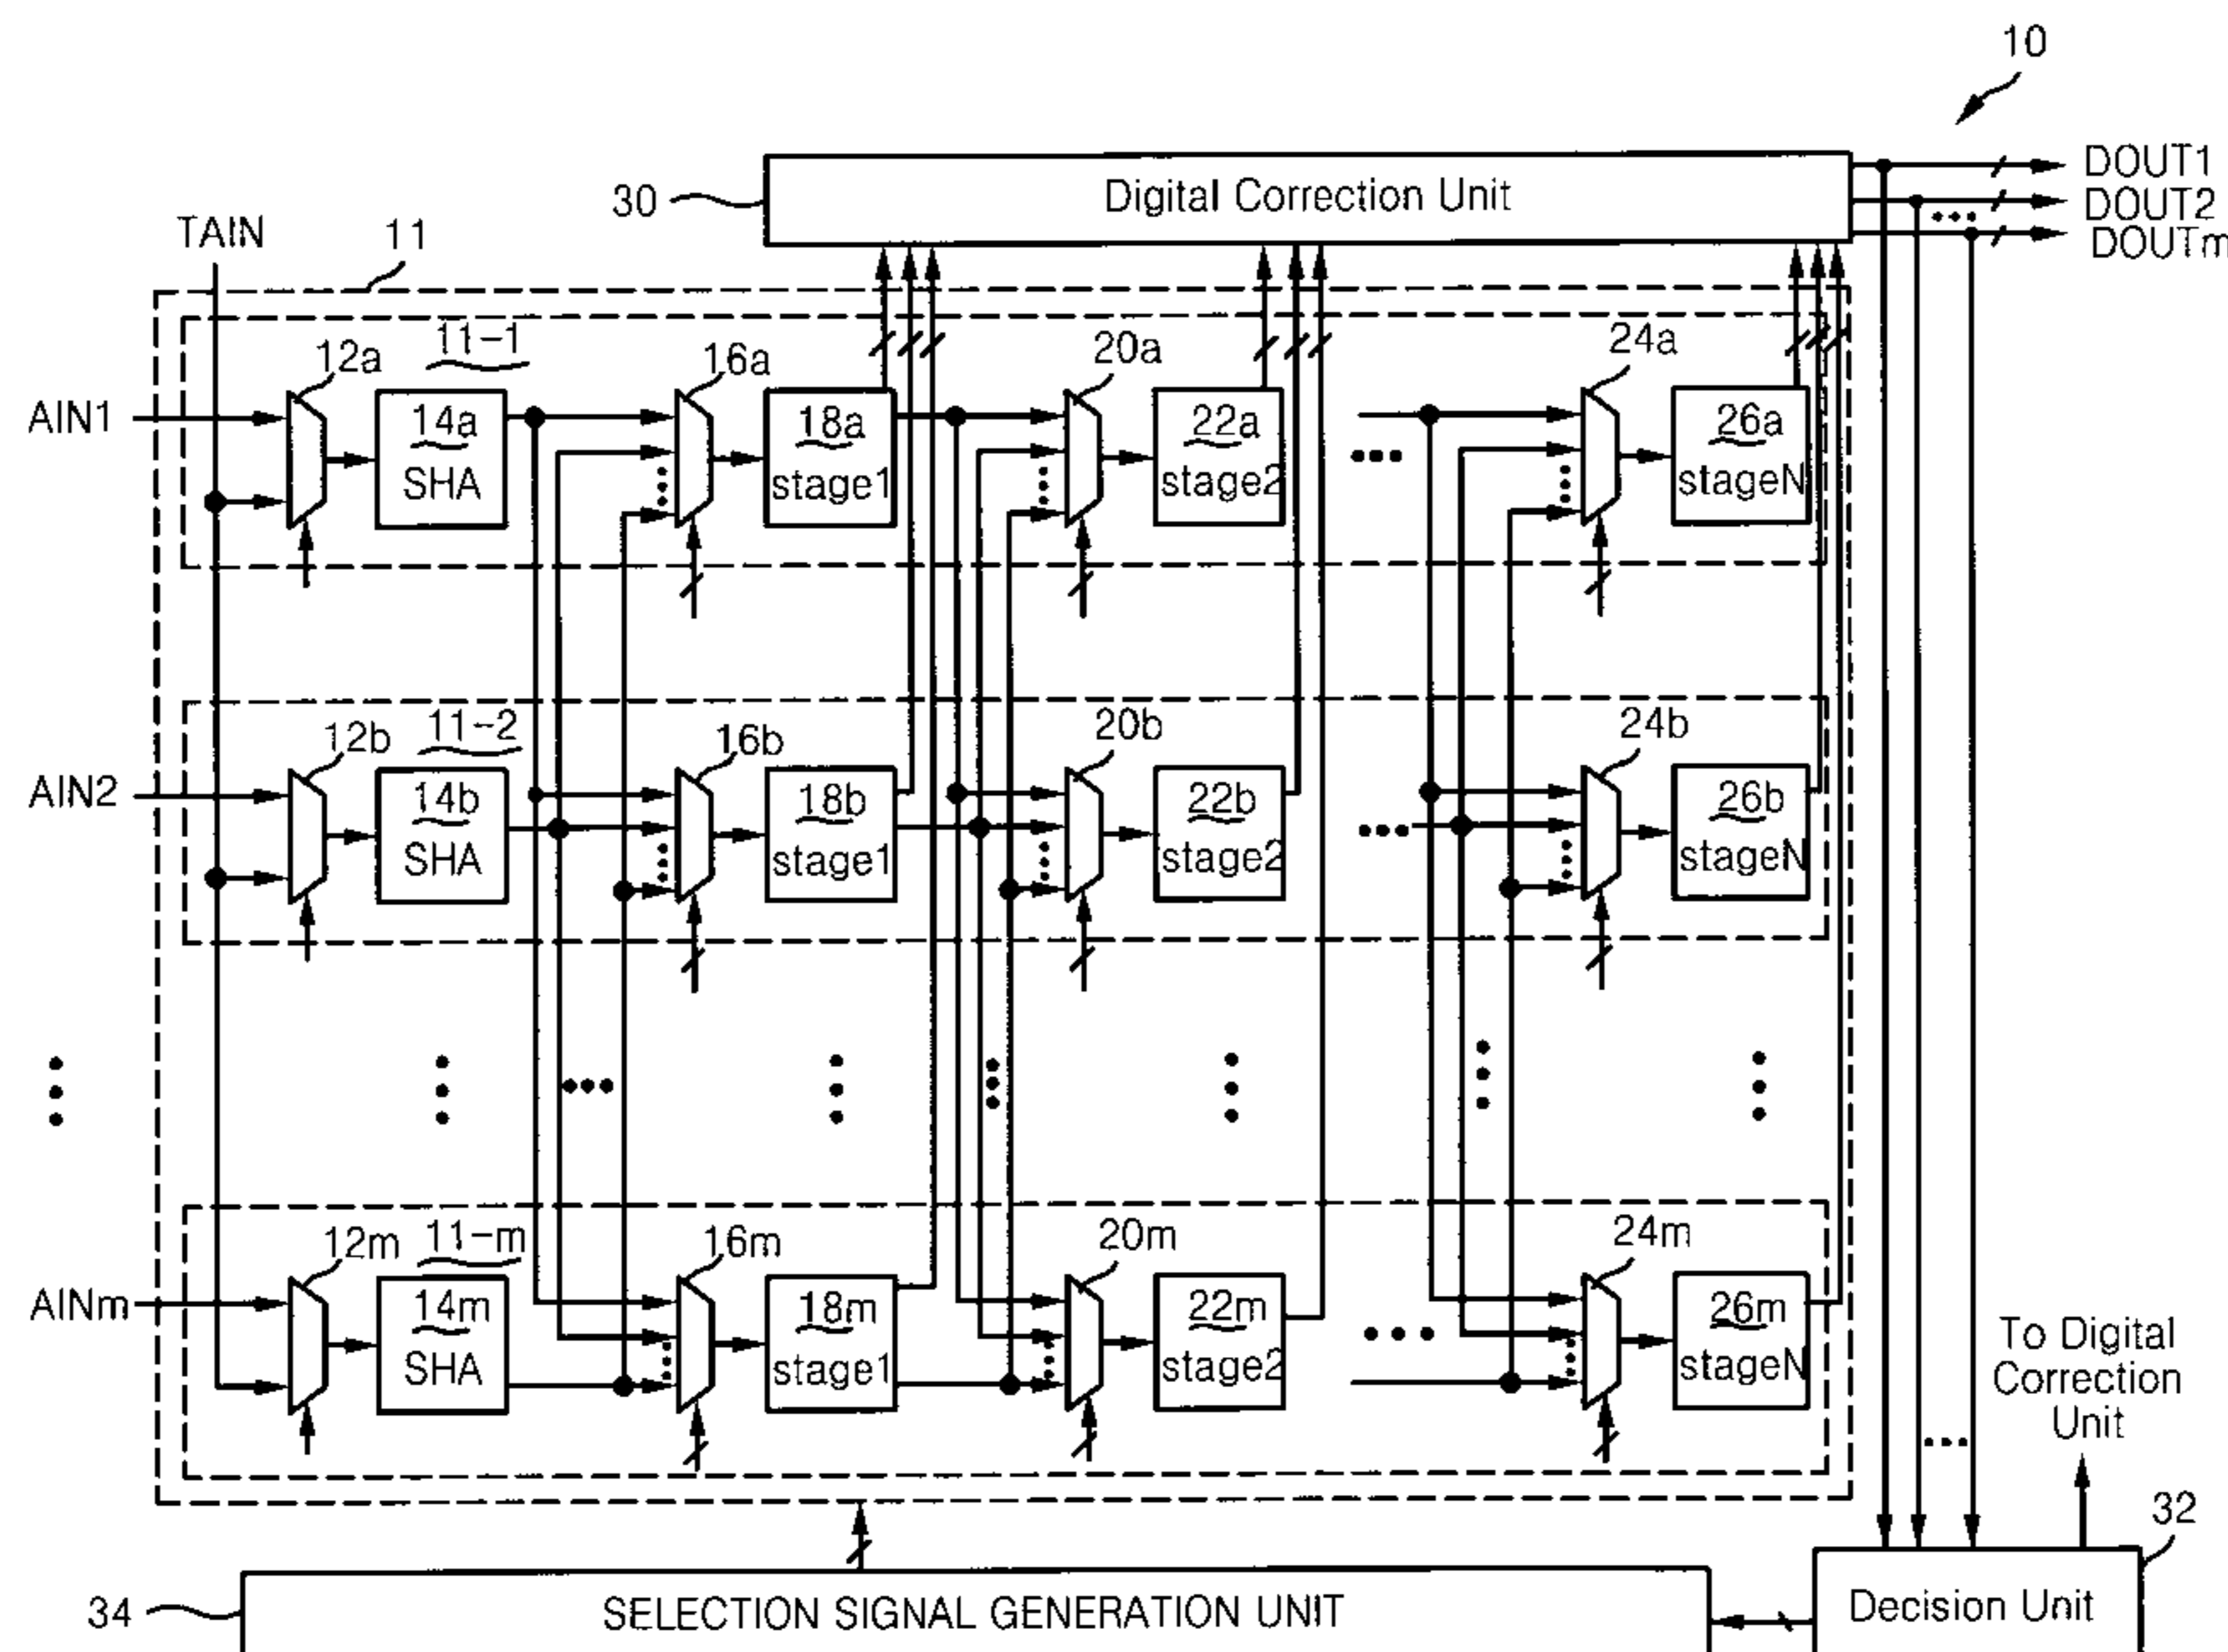 10
30
Digital Correction Unit
DOUT1
DOUT2
DOUTm
TAIN
11
11-1
12a
16a
20a
24a
AIN1
14a
SHA
18a
stage1
22a
stage2
26a
stageN
11-2
12b
16b
20b
24b
AIN2
14b
SHA
18b
stage1
22b
stage2
26b
stageN
11-m
12m
16m
20m
24m
AINm
14m
SHA
18m
stage1
22m
stage2
26m
stageN
To Digital
Correction
Unit
32
34
SELECTION SIGNAL GENERATION UNIT
Decision Unit